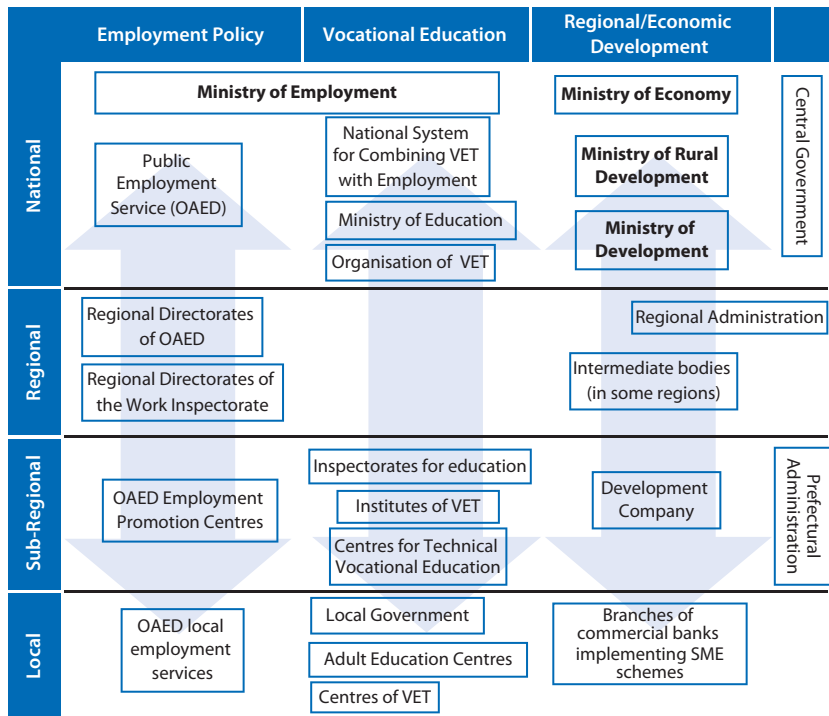 Employment Policy
Vocational Education
Regional/Economic
Development
National
Ministry of Employment
Public
Employment
Service (OAED)
National System
for Combining VET
with Employment
Ministry of Education
Organisation of VET
Ministry of Economy
Ministry of Rural
Development
Ministry of
Development
Central Government
Regional
Regional Directorates
of OAED
Regional Directorates of
the Work Inspectorate
Regional Administration
Intermediate bodies
(in some regions)
Sub-Regional
OAED Employment
Promotion Centres
Inspectorates for education
Institutes of VET
Centres for Technical
Vocational Education
Development
Company
Prefectural
Administration
Local
OAED local
employment
services
Local Government
Adult Education Centres
Centres of VET
Branches of
commercial banks
implementing SME
schemes